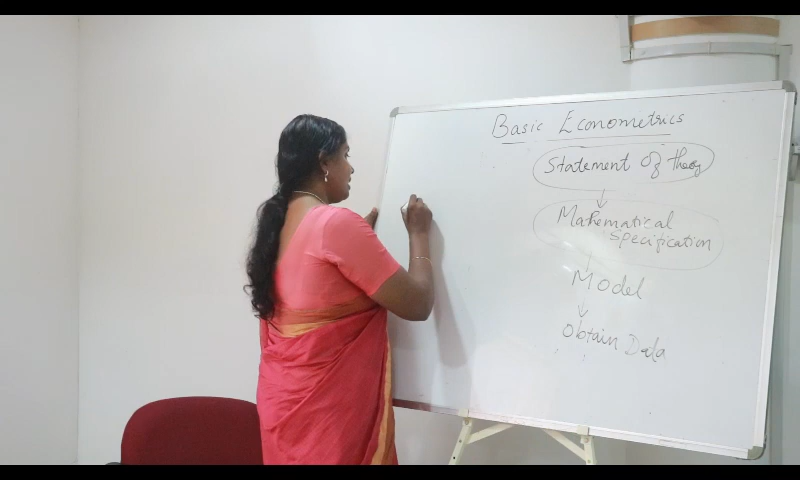 Basic Econometrics
Statement of theory
Mathematical
Specification
Model
Obtain Data